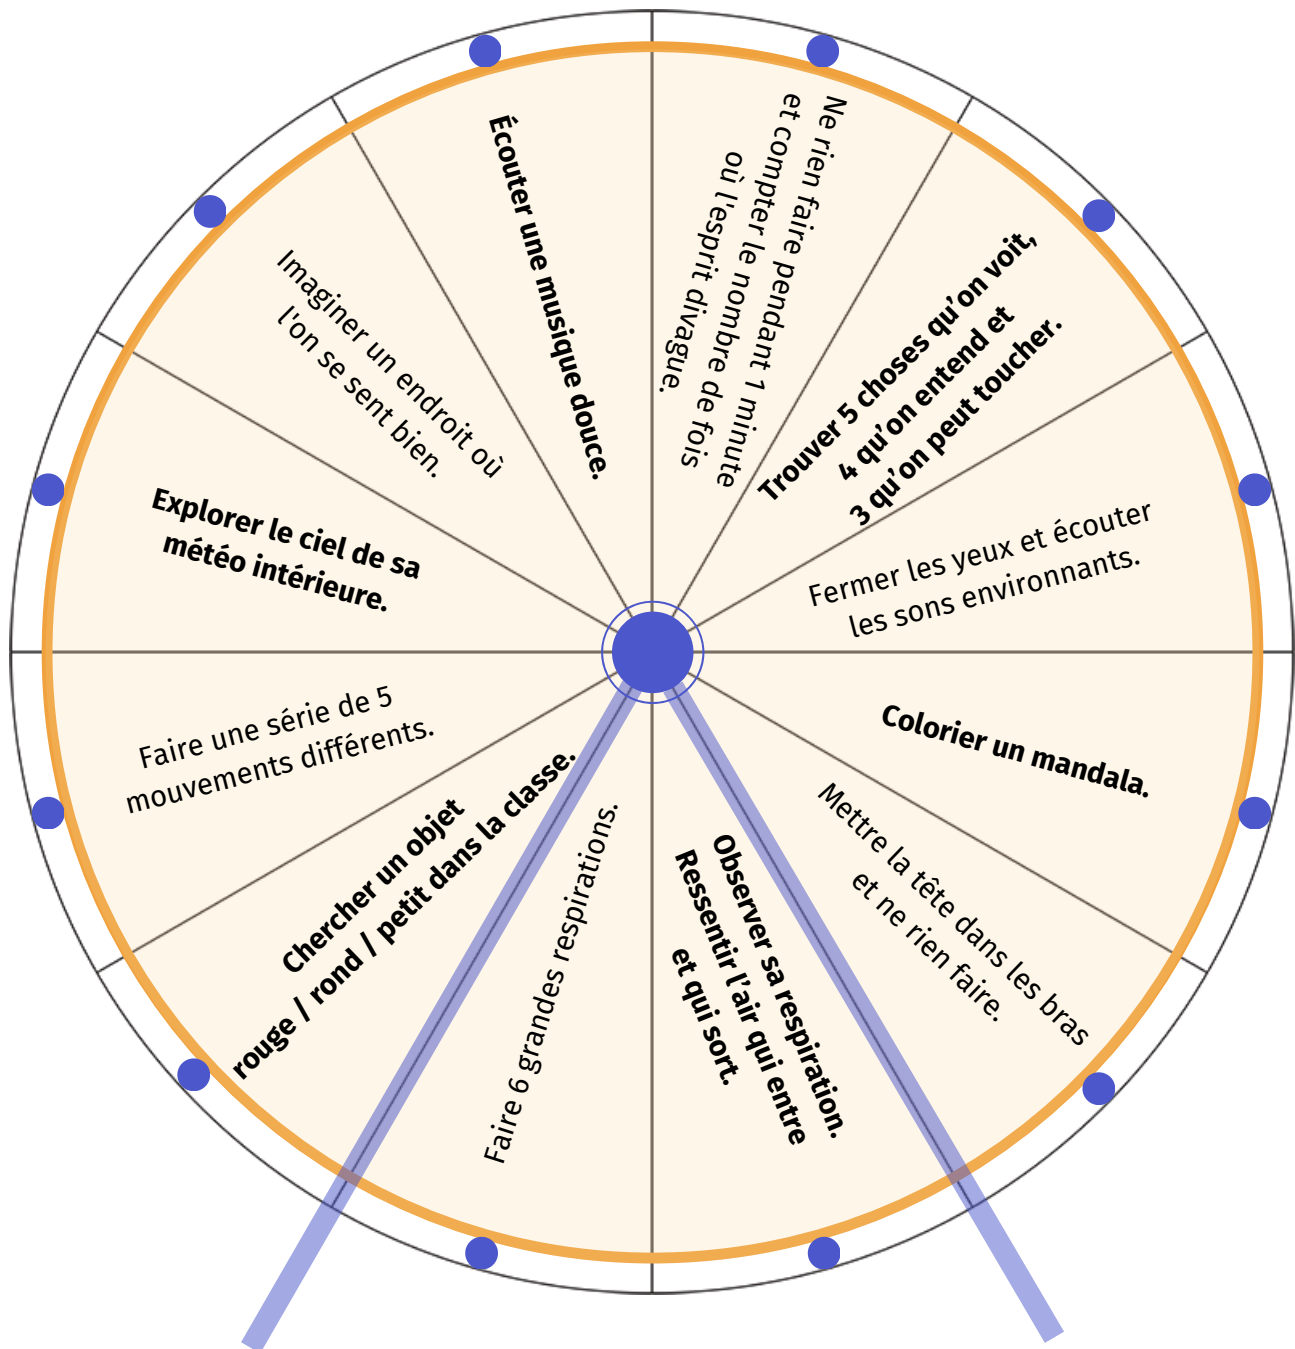 Ne rien faire pendant 1 minute
et compter le nombre de fois
où l'esprit divague.
Trouver 5 choses qu'on voit,
4 qu'on entend et
3 qu'on peut toucher.
Fermer les yeux et écouter
les sons environnants.
Colorier un mandala.
Mettre la tête dans les bras
et ne rien faire.
Observer sa respiration.
Ressentir l'air qui entre
et qui sort.
Faire 6 grandes respirations.
Chercher un objet
rouge / rond / petit dans la classe.
Faire une série de 5
mouvements différents.
Explorer le ciel de sa
météo intérieure.
Imaginer un endroit où
l'on se sent bien.
Écouter une musique douce.